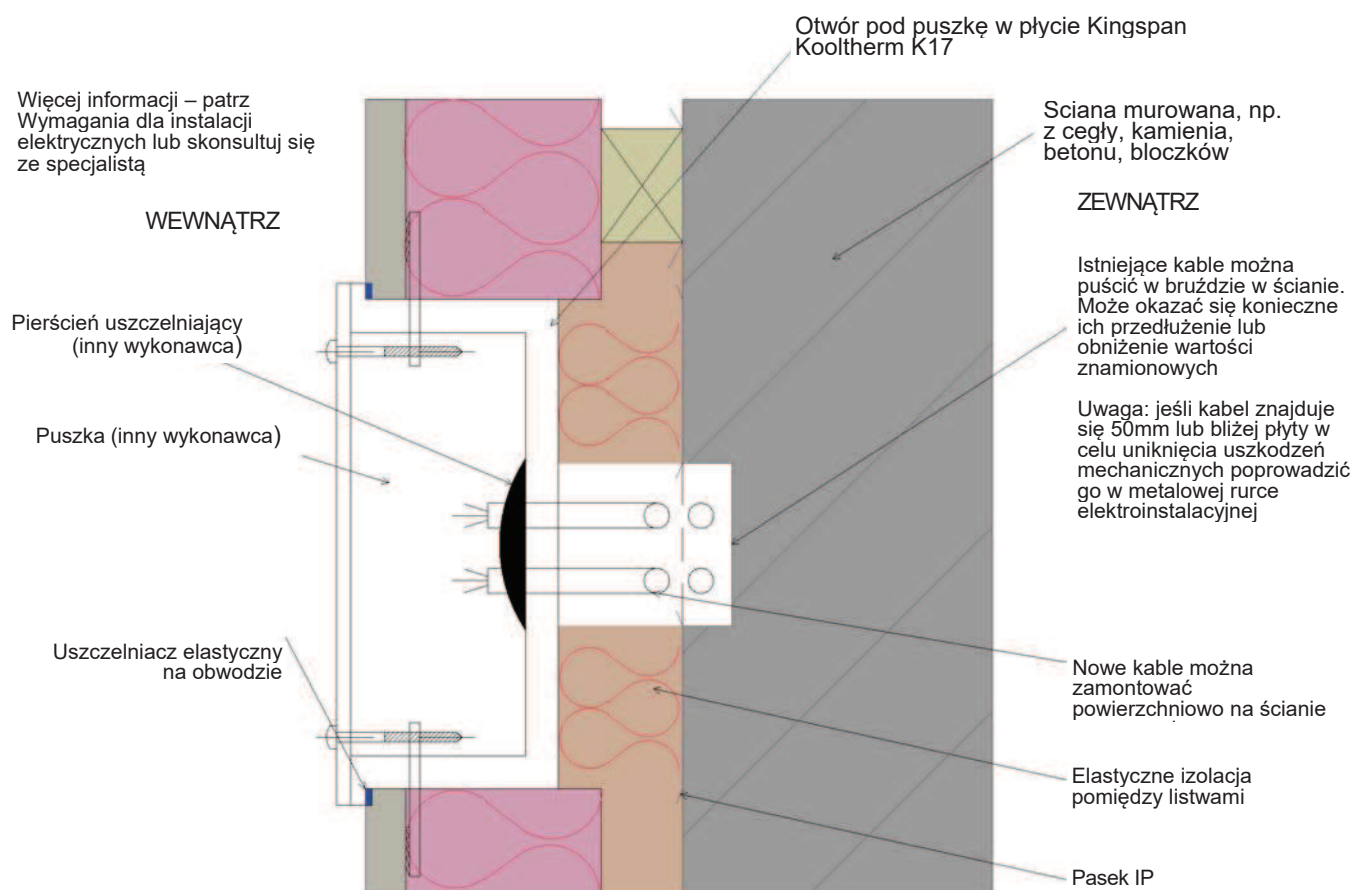 Otwór pod puszkę w płycie Kingspan
Kooltherm K17
Więcej informacji – patrz
Wymagania dla instalacji
elektrycznych lub skonsultuj się
ze specjalistą
WEWNĄTRZ
Sciana murowana, np.
z cegły, kamienia,
betonu, bloczków
ZEWNĄTRZ
Istniejące kable można
puścić w bruździe w ścianie.
Może okazać się konieczne
ich przedłużenie lub
obniżenie wartości
znamionowych
Pierścień uszczelniający
(inny wykonawca)
Puszka (inny wykonawca)
Uwaga: jeśli kabel znajduje
się 50mm lub bliżej płyty w
celu uniknięcia uszkodzeń
mechanicznych poprowadzić
go w metalowej rurce
elektroinstalacyjnej
Uszczelniacz elastyczny
na obwodzie
Nowe kable można
zamontować
powierzchniowo na ścianie
Elastyczne izolacja
pomiędzy listwami
Pasek IP